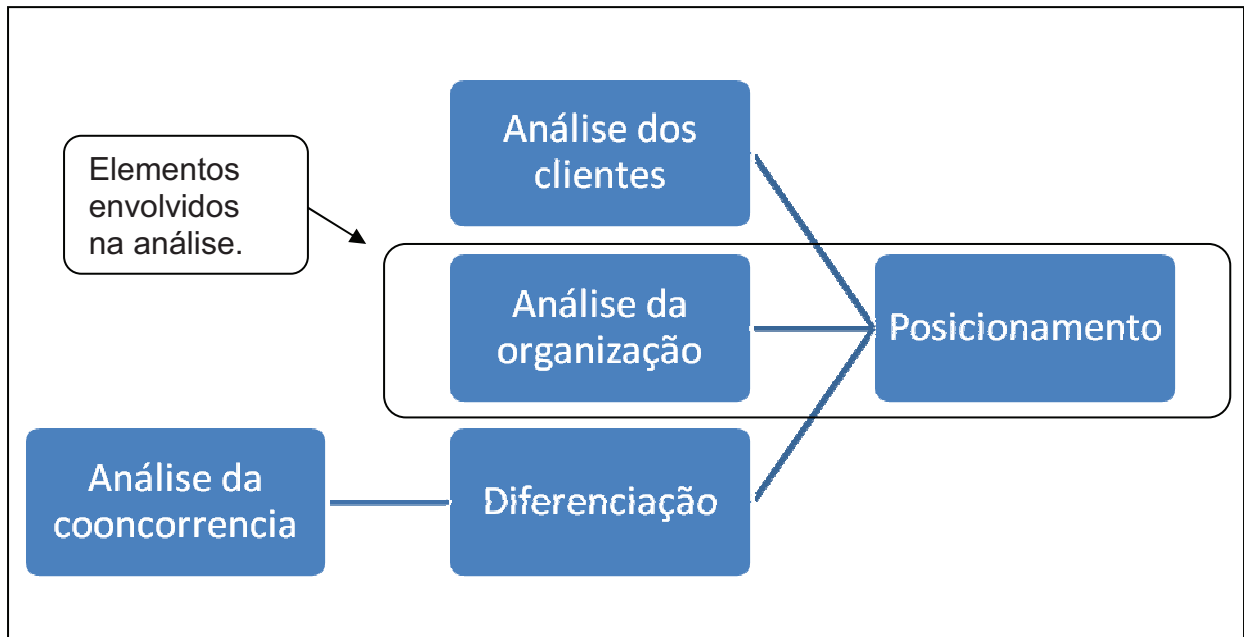 Análise dos
clientes
Elementos
envolvidos
na análise.
Análise da
organização
Posicionamento
Análise da
cooncorrencia
Diferenciação